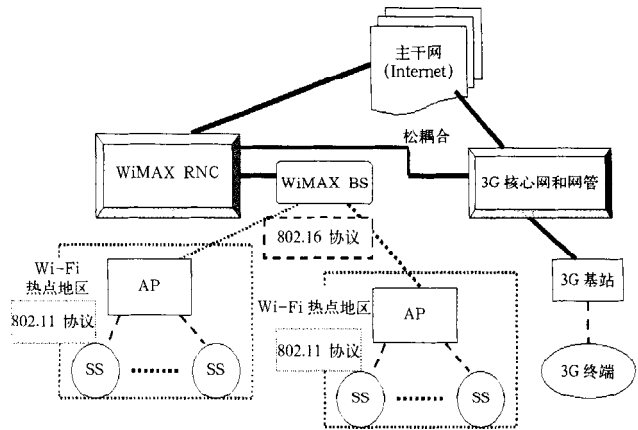 主干网
(Internet)
松耦合
WiMAX RNC
WiMAX BS
3G 核心网和网管
802.16 协议
Wi-Fi
热点地区
AP
3G 基站
802.11 协议
Wi-Fi 热点地区
AP
802.11 协议
SS
SS
3G 终端
SS
SS